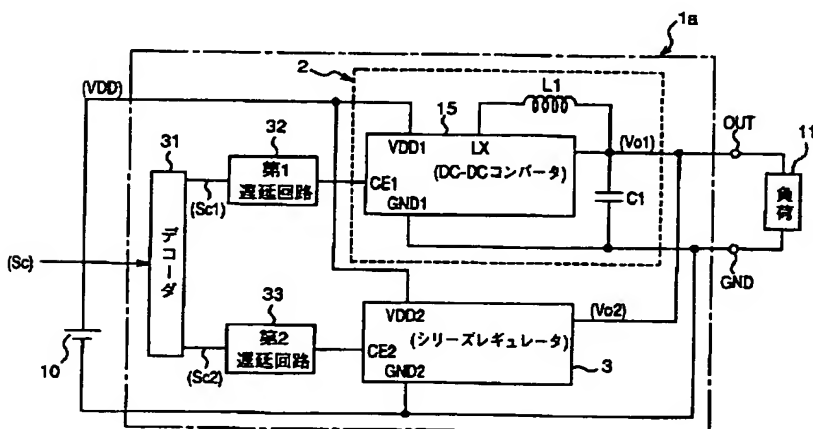 1a
2
L1
(VDD)
15
OUT
31
32
VDD1
LX
(Vo1)
11
第1
遅延回路
CE1
(DC-DCコンバータ)
C1
負荷
GND1
(Sc1)
デコーダ
(Sc)
GND
33
VDD2
(Vo2)
10
第2
遅延回路
CE2
(シリーズレギュレータ)
(Sc2)
GND2
3